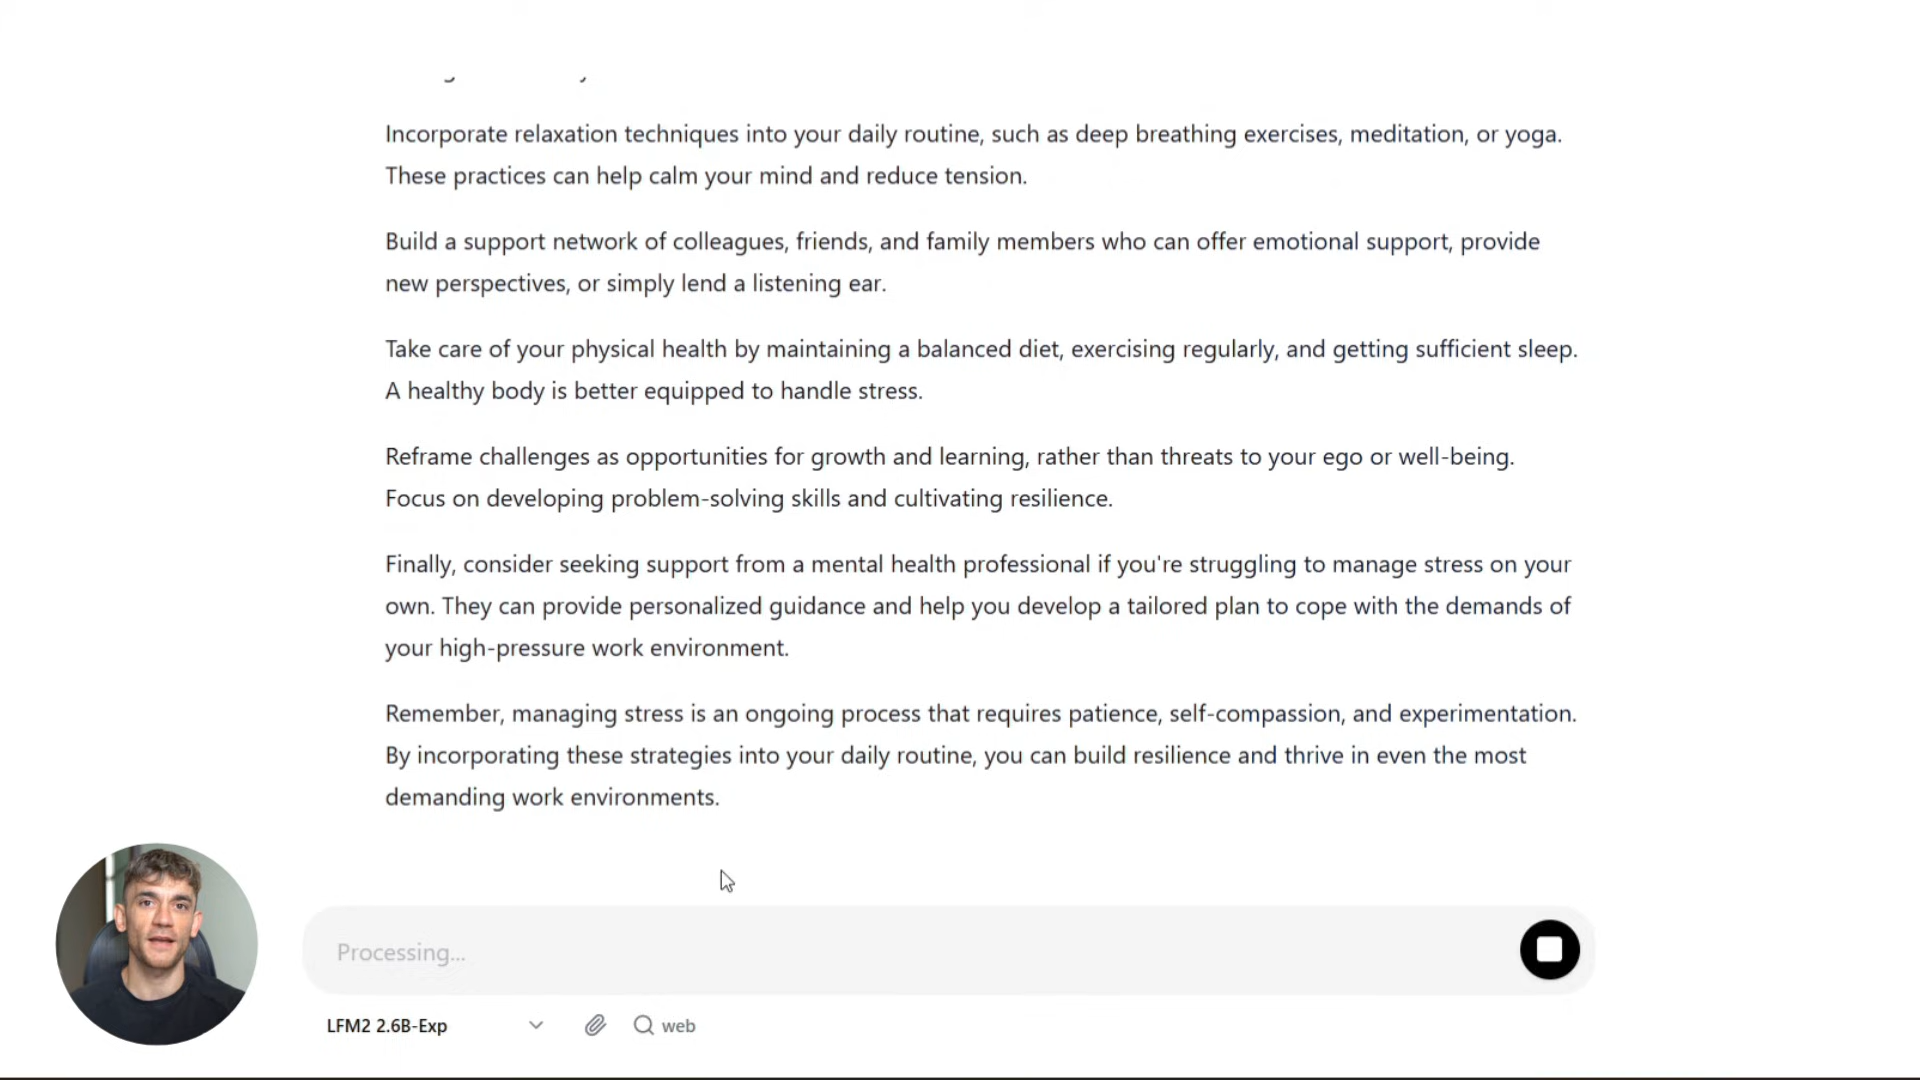 Incorporate relaxation techniques into your daily routine, such as deep breathing exercises, meditation, or yoga.
These practices can help calm your mind and reduce tension.
Build a support network of colleagues, friends, and family members who can offer emotional support, provide
new perspectives, or simply lend a listening ear.
Take care of your physical health by maintaining a balanced diet, exercising regularly, and getting sufficient sleep.
A healthy body is better equipped to handle stress.
Reframe challenges as opportunities for growth and learning, rather than threats to your ego or well-being.
Focus on developing problem-solving skills and cultivating resilience.
Finally, consider seeking support from a mental health professional if you're struggling to manage stress on your
own. They can provide personalized guidance and help you develop a tailored plan to cope with the demands of
your high-pressure work environment.
Remember, managing stress is an ongoing process that requires patience, self-compassion, and experimentation.
By incorporating these strategies into your daily routine, you can build resilience and thrive in even the most
demanding work environments.
Processing...
LFM2 2.6B-Exp
web